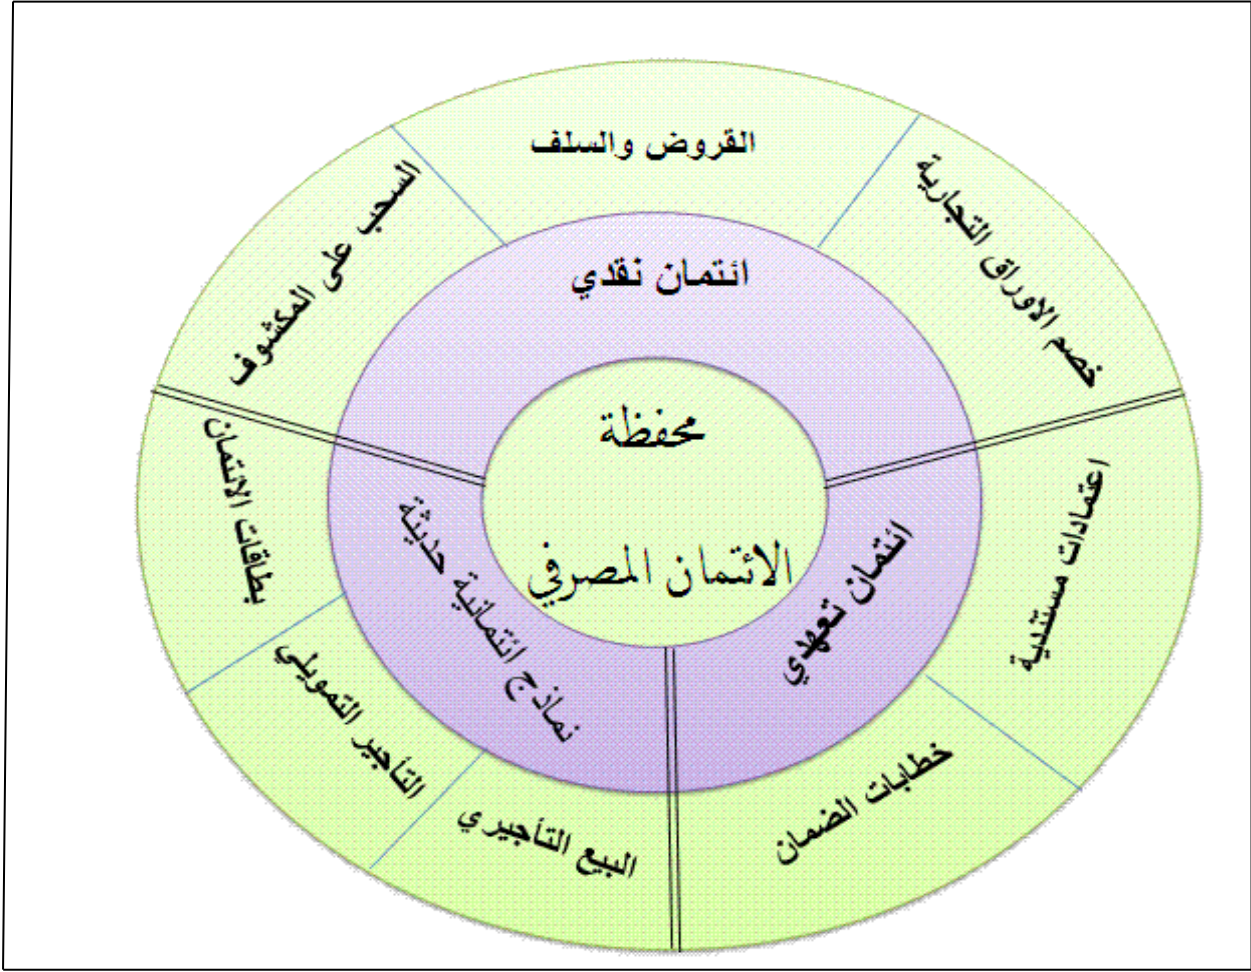 القروض والسلف
خصم الاوراق التجارية
السحب على المكشوف
ائتمان نقدي
محفظة
الائتمان المصرفي
اعتمادات مستندية
ائتمان تعهدي
خطابات الضمان
نماذج ائتمانية حديثة
بطاقات الائتمان
التأجير التمويلي
البيع التأجيري